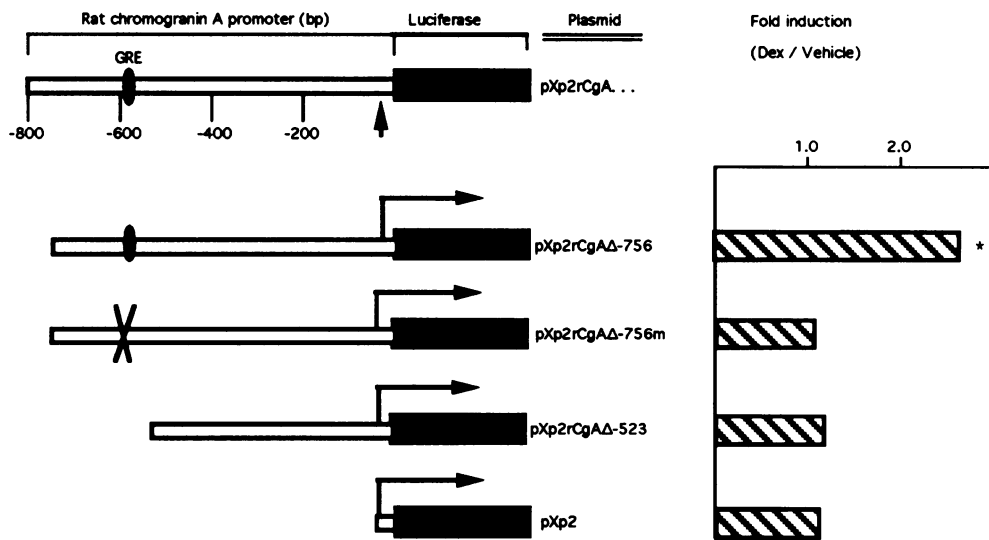 Rat chromogranin A promoter (bp) Luciferase Plasmid Fold induction
(Dex / Vehicle)
GRE
pXp2rCgA. . .
-800 -600 -400 -200
1.0 2.0
pXp2rCgAΔ-756 *
pXp2rCgAΔ-756m
pXp2rCgAΔ-523
pXp2